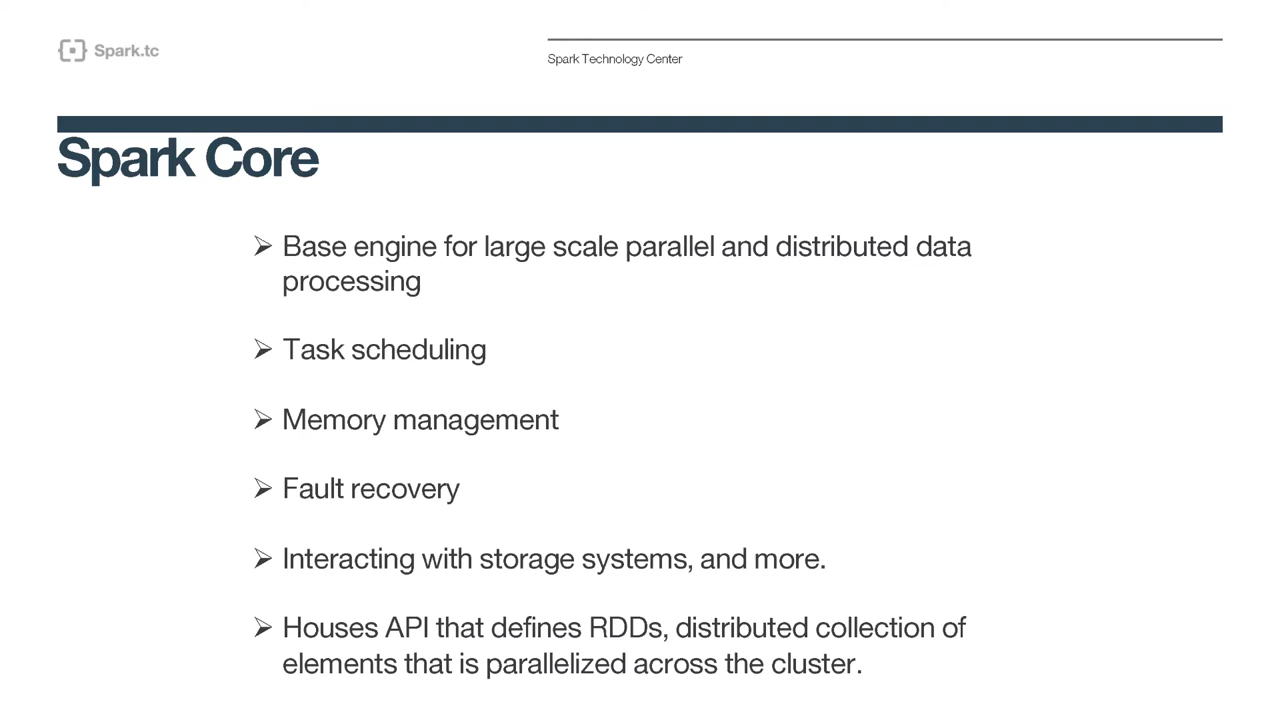 Spark.tc
Spark Technology Center
Spark Core
➢ Base engine for large scale parallel and distributed data
processing
➢ Task scheduling
➢ Memory management
➢ Fault recovery
➢ Interacting with storage systems, and more.
➢ Houses API that defines RDDs, distributed collection of
elements that is parallelized across the cluster.